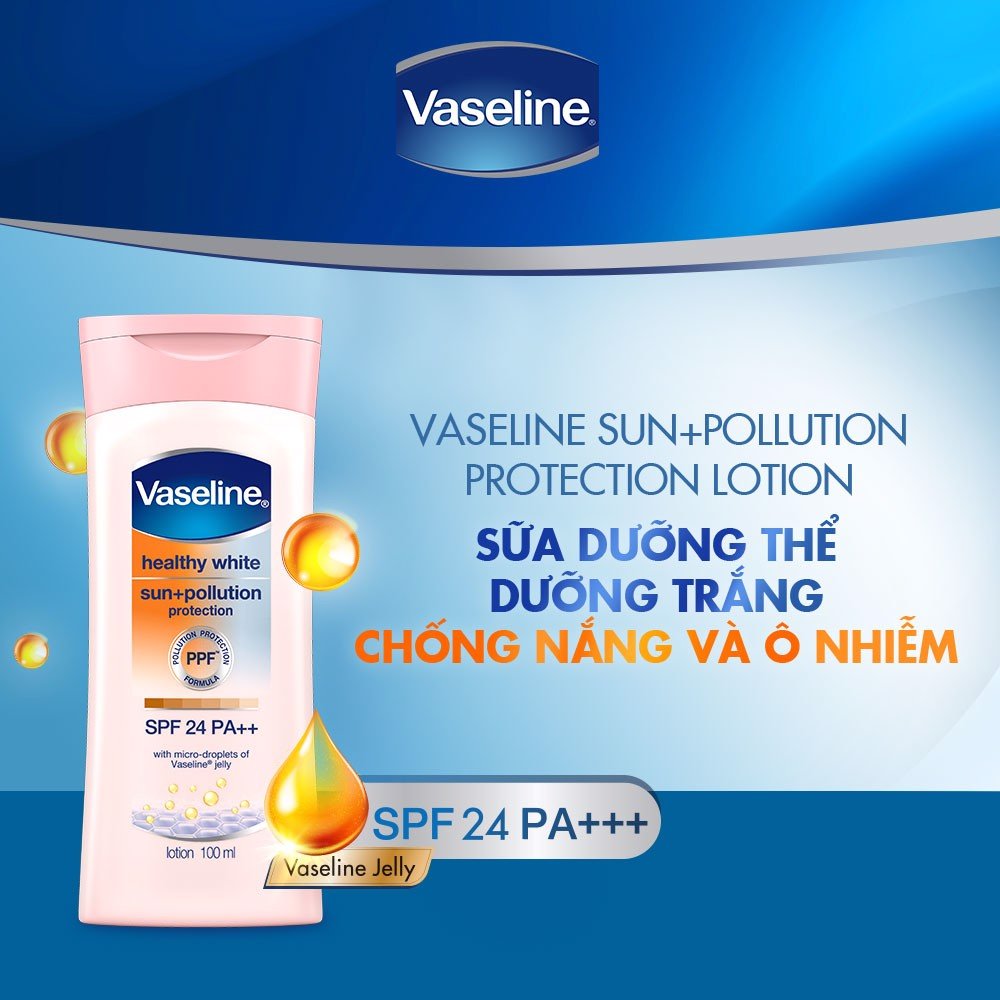 Vaseline®
VASELINE SUN+POLLUTION
PROTECTION LOTION
SỮA DƯỠNG THỂ
DƯỠNG TRẮNG
CHỐNG NẮNG VÀ Ô NHIỄM
Vaseline®
healthy white
sun+pollution
protection
POLLUTION PROTECTION
PPF™
FORMULA
SPF 24 PA++
with micro-droplets of
Vaseline® jelly
lotion 100 ml
SPF 24 PA+++
Vaseline Jelly